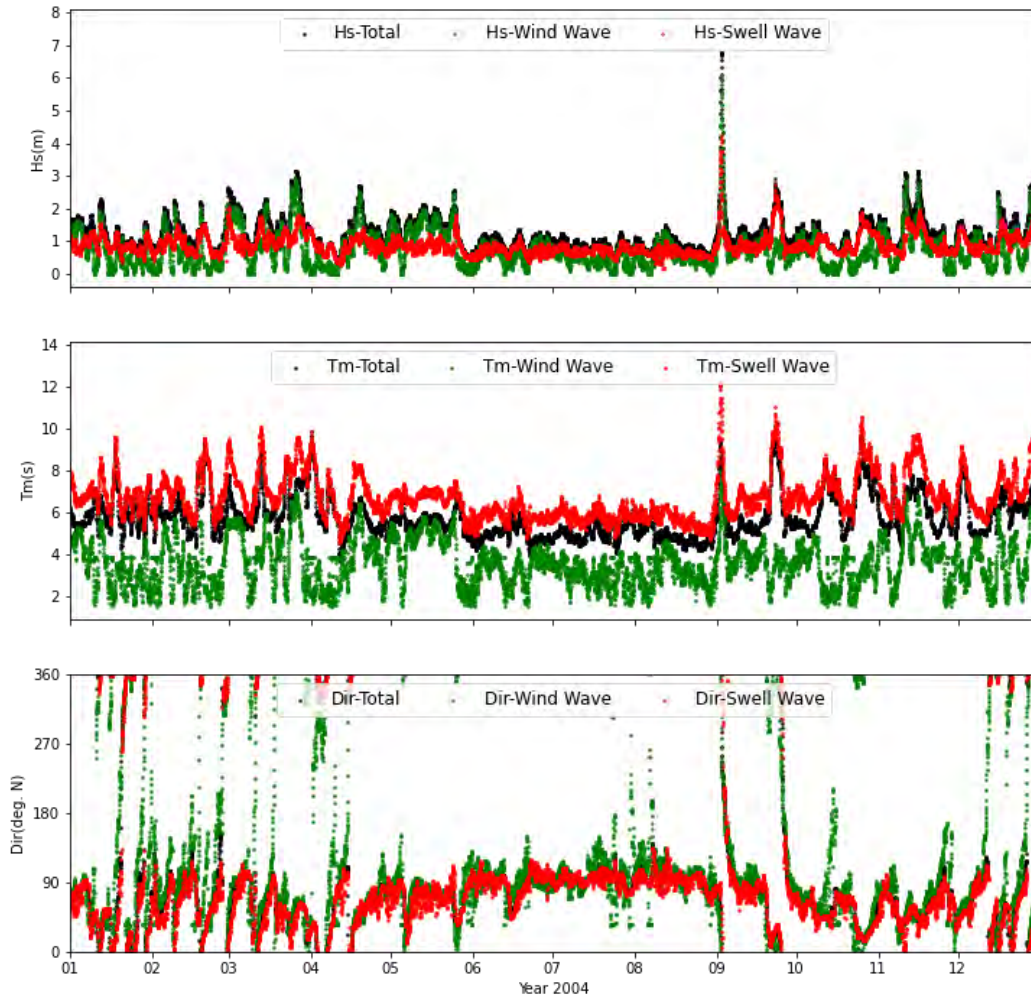 8
7
6
5
4
3
2
1
0
Hs(m)
Hs-Total Hs-Wind Wave Hs-Swell Wave
14
12
10
8
6
4
2
Tm(s)
Tm-Total Tm-Wind Wave Tm-Swell Wave
360
270
180
90
0
Dir(deg. N)
Dir-Total Dir-Wind Wave Dir-Swell Wave
01 02 03 04 05 06 07 08 09 10 11 12
Year 2004